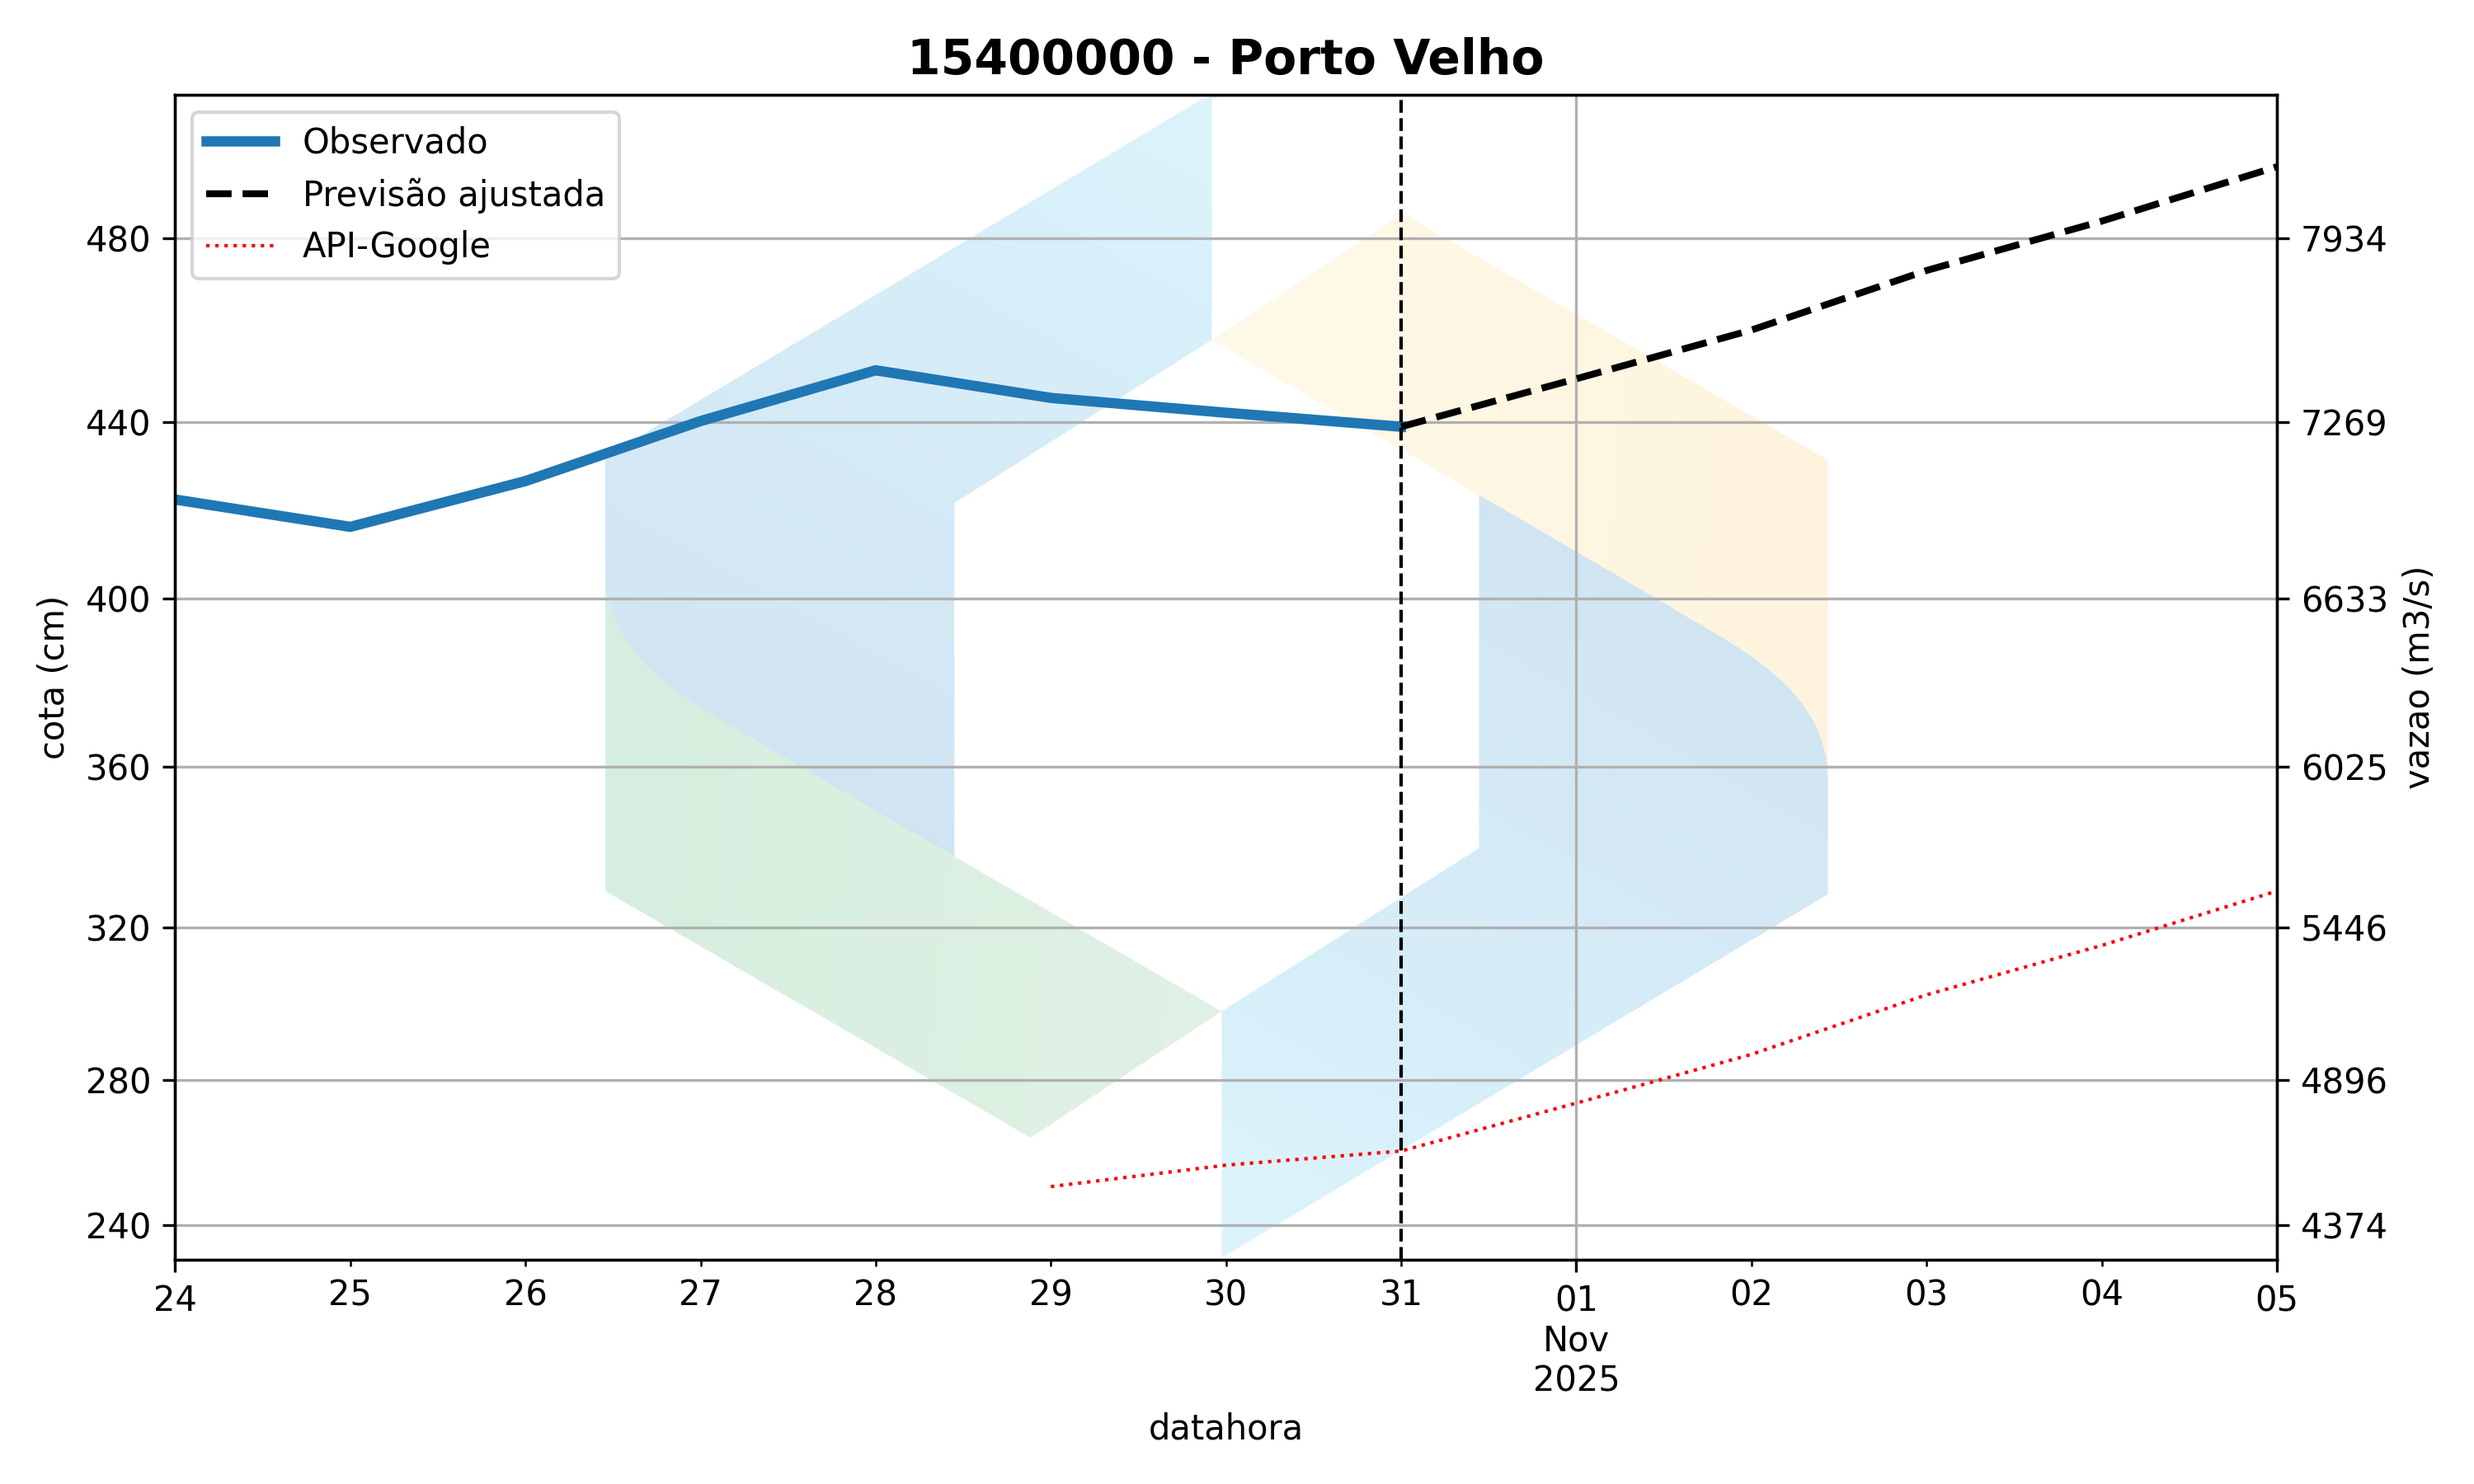 15400000 - Porto Velho
Observado
Previsão ajustada
API-Google
cota (cm)
480
440
400
360
320
280
240
7934
7269
6633
6025
5446
4896
4374
vazao (m3/s)
24 25 26 27 28 29 30 31 01 02 03 04 05
Nov
2025
datahora